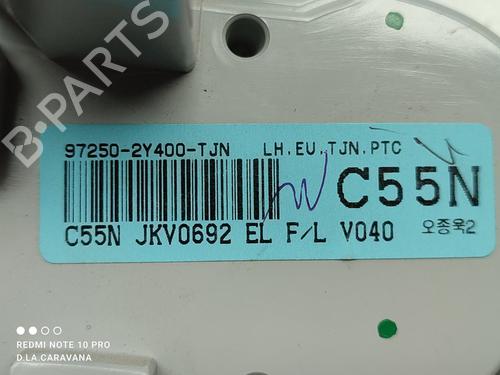 B-PARTS
97250-2Y400-TJN LH.EU.TJN.PTC
C55N
C55N JKV0692 EL F/L V040 오종욱2
REDMI NOTE 10 PRO
D.LA CARAVANA